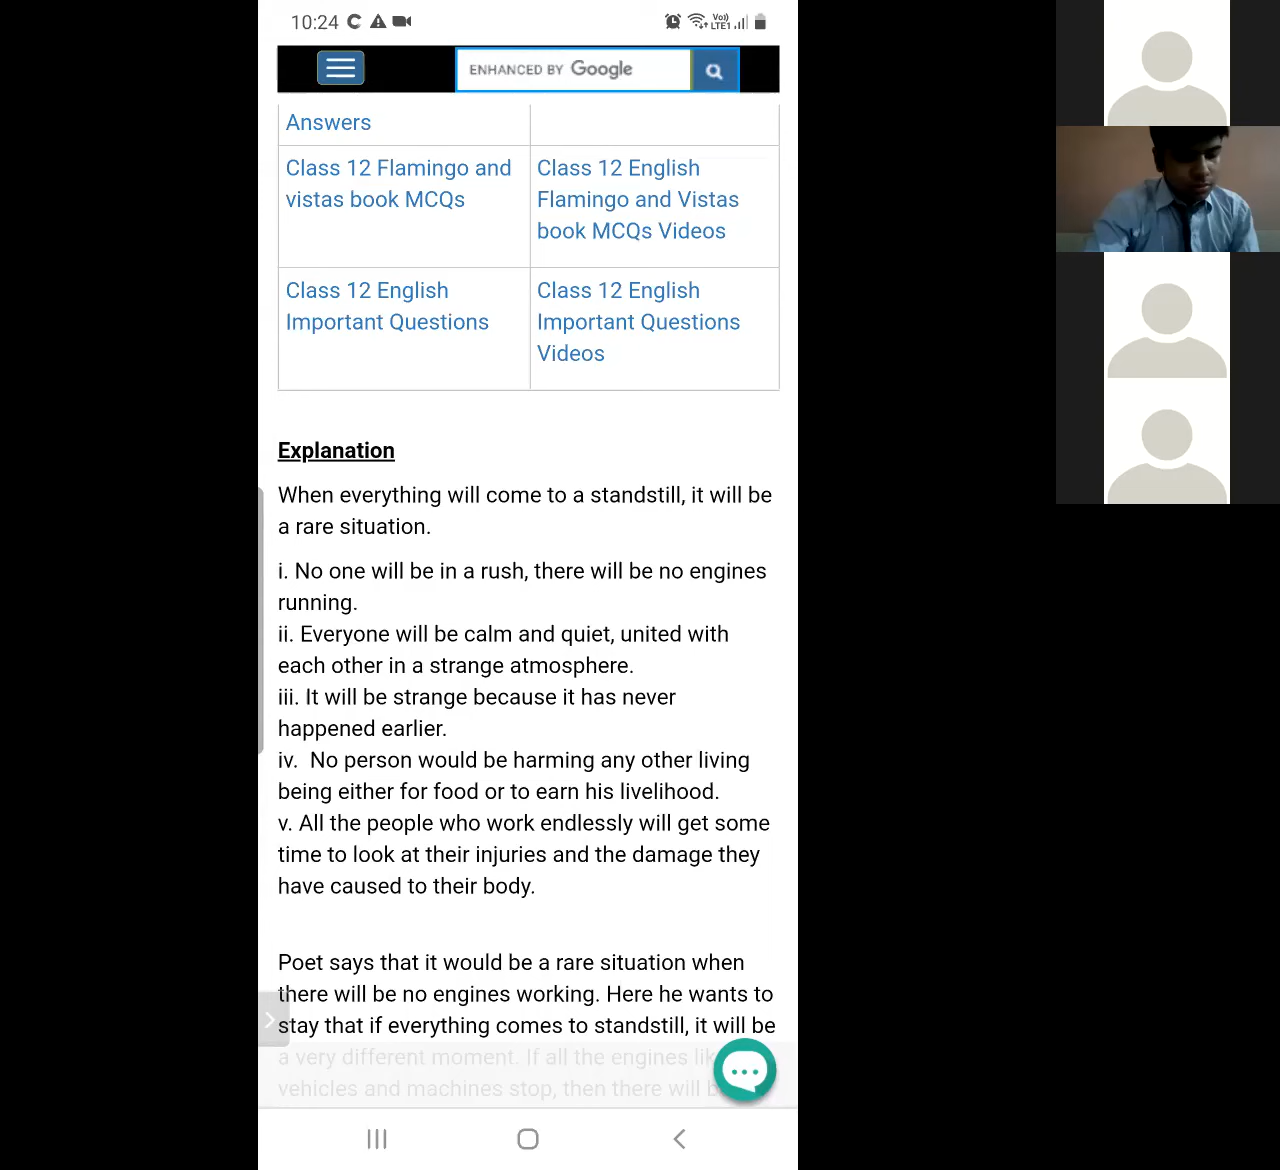 10:24
Vo))
LTE1
ENHANCED BY Google
Answers
Class 12 Flamingo and
vistas book MCQs
Class 12 English
Flamingo and Vistas
book MCQs Videos
Class 12 English
Important Questions
Class 12 English
Important Questions
Videos
Explanation
When everything will come to a standstill, it will be
a rare situation.
i. No one will be in a rush, there will be no engines
running.
ii. Everyone will be calm and quiet, united with
each other in a strange atmosphere.
iii. It will be strange because it has never
happened earlier.
iv. No person would be harming any other living
being either for food or to earn his livelihood.
v. All the people who work endlessly will get some
time to look at their injuries and the damage they
have caused to their body.
Poet says that it would be a rare situation when
there will be no engines working. Here he wants to
stay that if everything comes to standstill, it will be
a very different moment. If all the engines
vehicles and machines stop, then there will